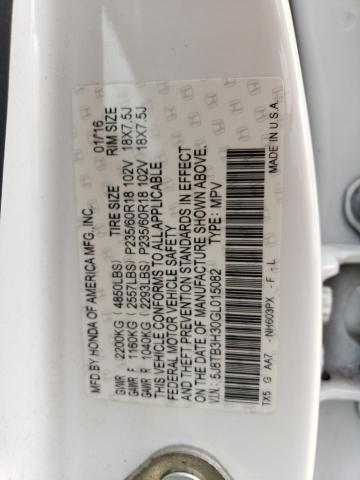 MFD. BY HONDA OF AMERICA MFG., INC. 01/16
TIRE SIZE RIM SIZE
GVWR 2200KG (4850LBS) P235/60R18 102V 18X7.5J
GAWR F 1160KG (2557LBS) P235/60R18 102V 18X7.5J
GAWR R 1040KG (2293LBS)
THIS VEHICLE CONFORMS TO ALL APPLICABLE
FEDERAL MOTOR VEHICLE SAFETY
AND THEFT PREVENTION STANDARDS IN EFFECT
ON THE DATE OF MANUFACTURE SHOWN ABOVE.
V.I.N.: 5J8TB3H30GL015082 TYPE: MPV
TX5 G AA7 - NH603PX - F - L
MADE IN U.S.A.